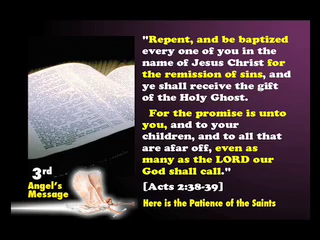 "Repent, and be baptized
every one of you in the
name of Jesus Christ for
the remission of sins, and
ye shall receive the gift
of the Holy Ghost.
For the promise is unto
you, and to your
children, and to all that
are afar off, even as
many as the LORD our
God shall call."
[Acts 2:38-39]
Here is the Patience of the Saints
3rd
Angel's
Message